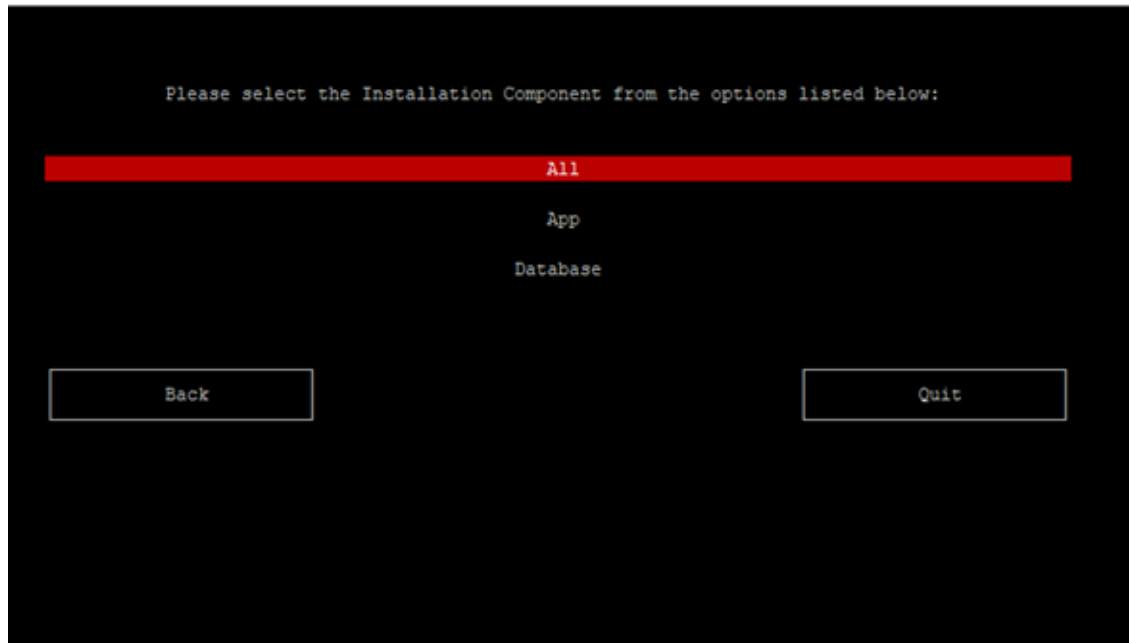 Please select the Installation Component from the options listed below:
All
App
Database
Back
Quit